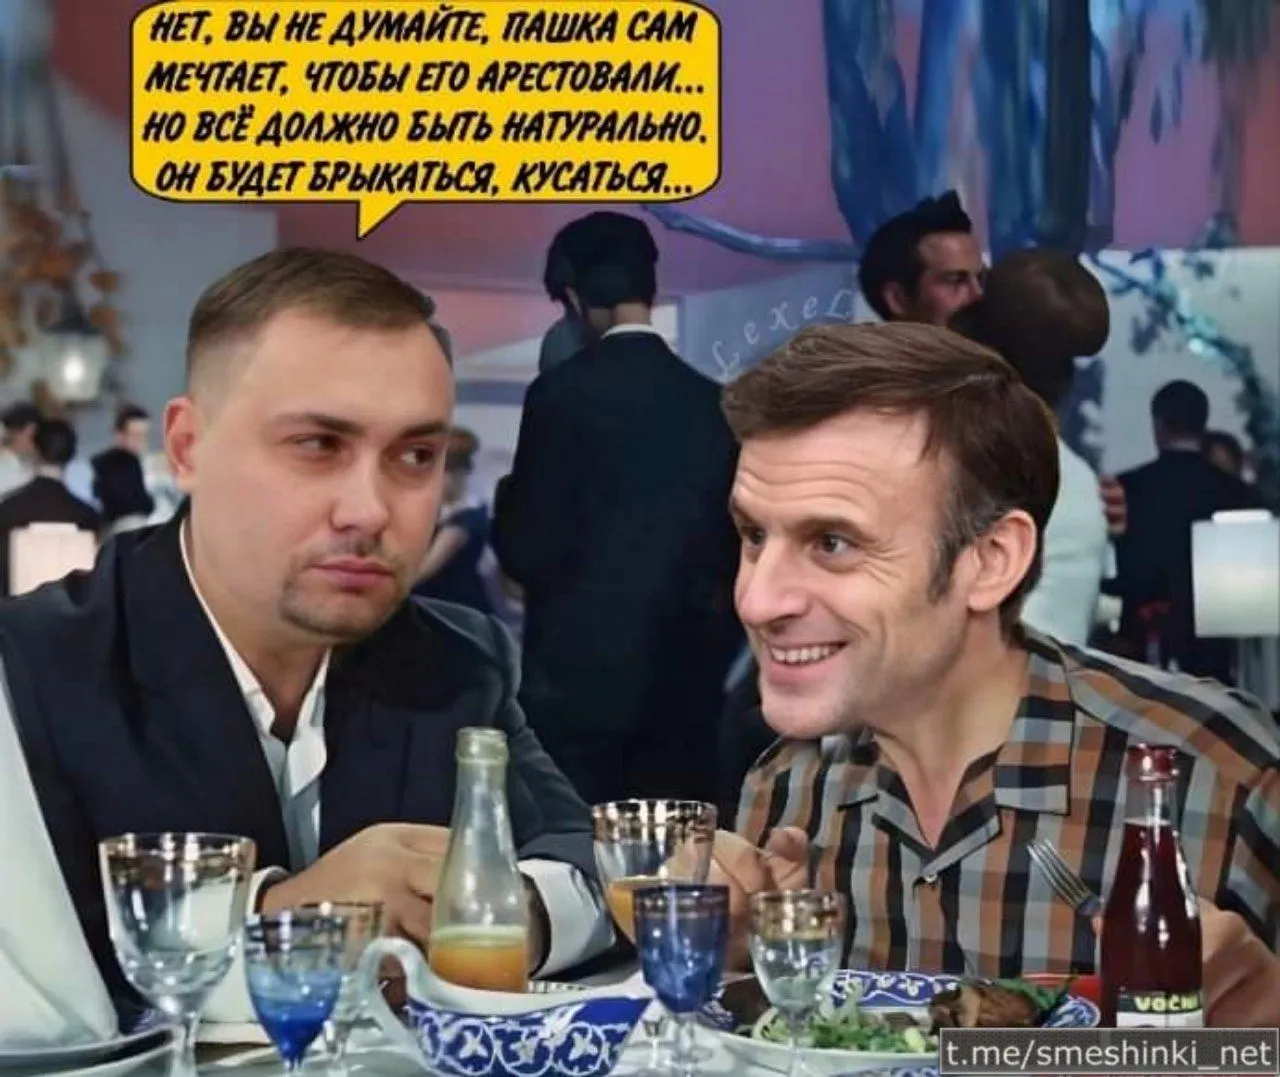 НЕТ, ВЫ НЕ ДУМАЙТЕ, ПАШКА САМ
МЕЧТАЕТ, ЧТОБЫ ЕГО АРЕСТОВАЛИ...
НО ВСЁ ДОЛЖНО БЫТЬ НАТУРАЛЬНО.
ОН БУДЕТ БРЫКАТЬСЯ, КУСАТЬСЯ...
Lexel
t.me/smeshinki_net